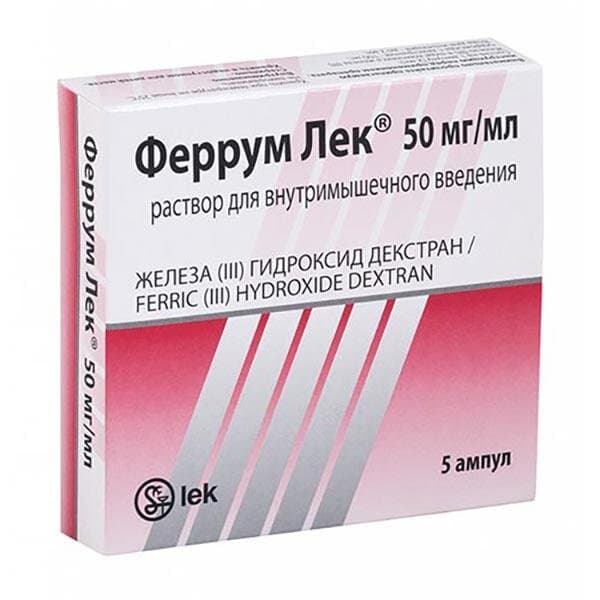 Феррум Лек® 50 мг/мл
раствор для внутримышечного введения
ЖЕЛЕЗА (III) ГИДРОКСИД ДЕКСТРАН /
FERRIC (III) HYDROXIDE DEXTRAN
5 ампул
lek
Феррум Лек® 50 мг/мл